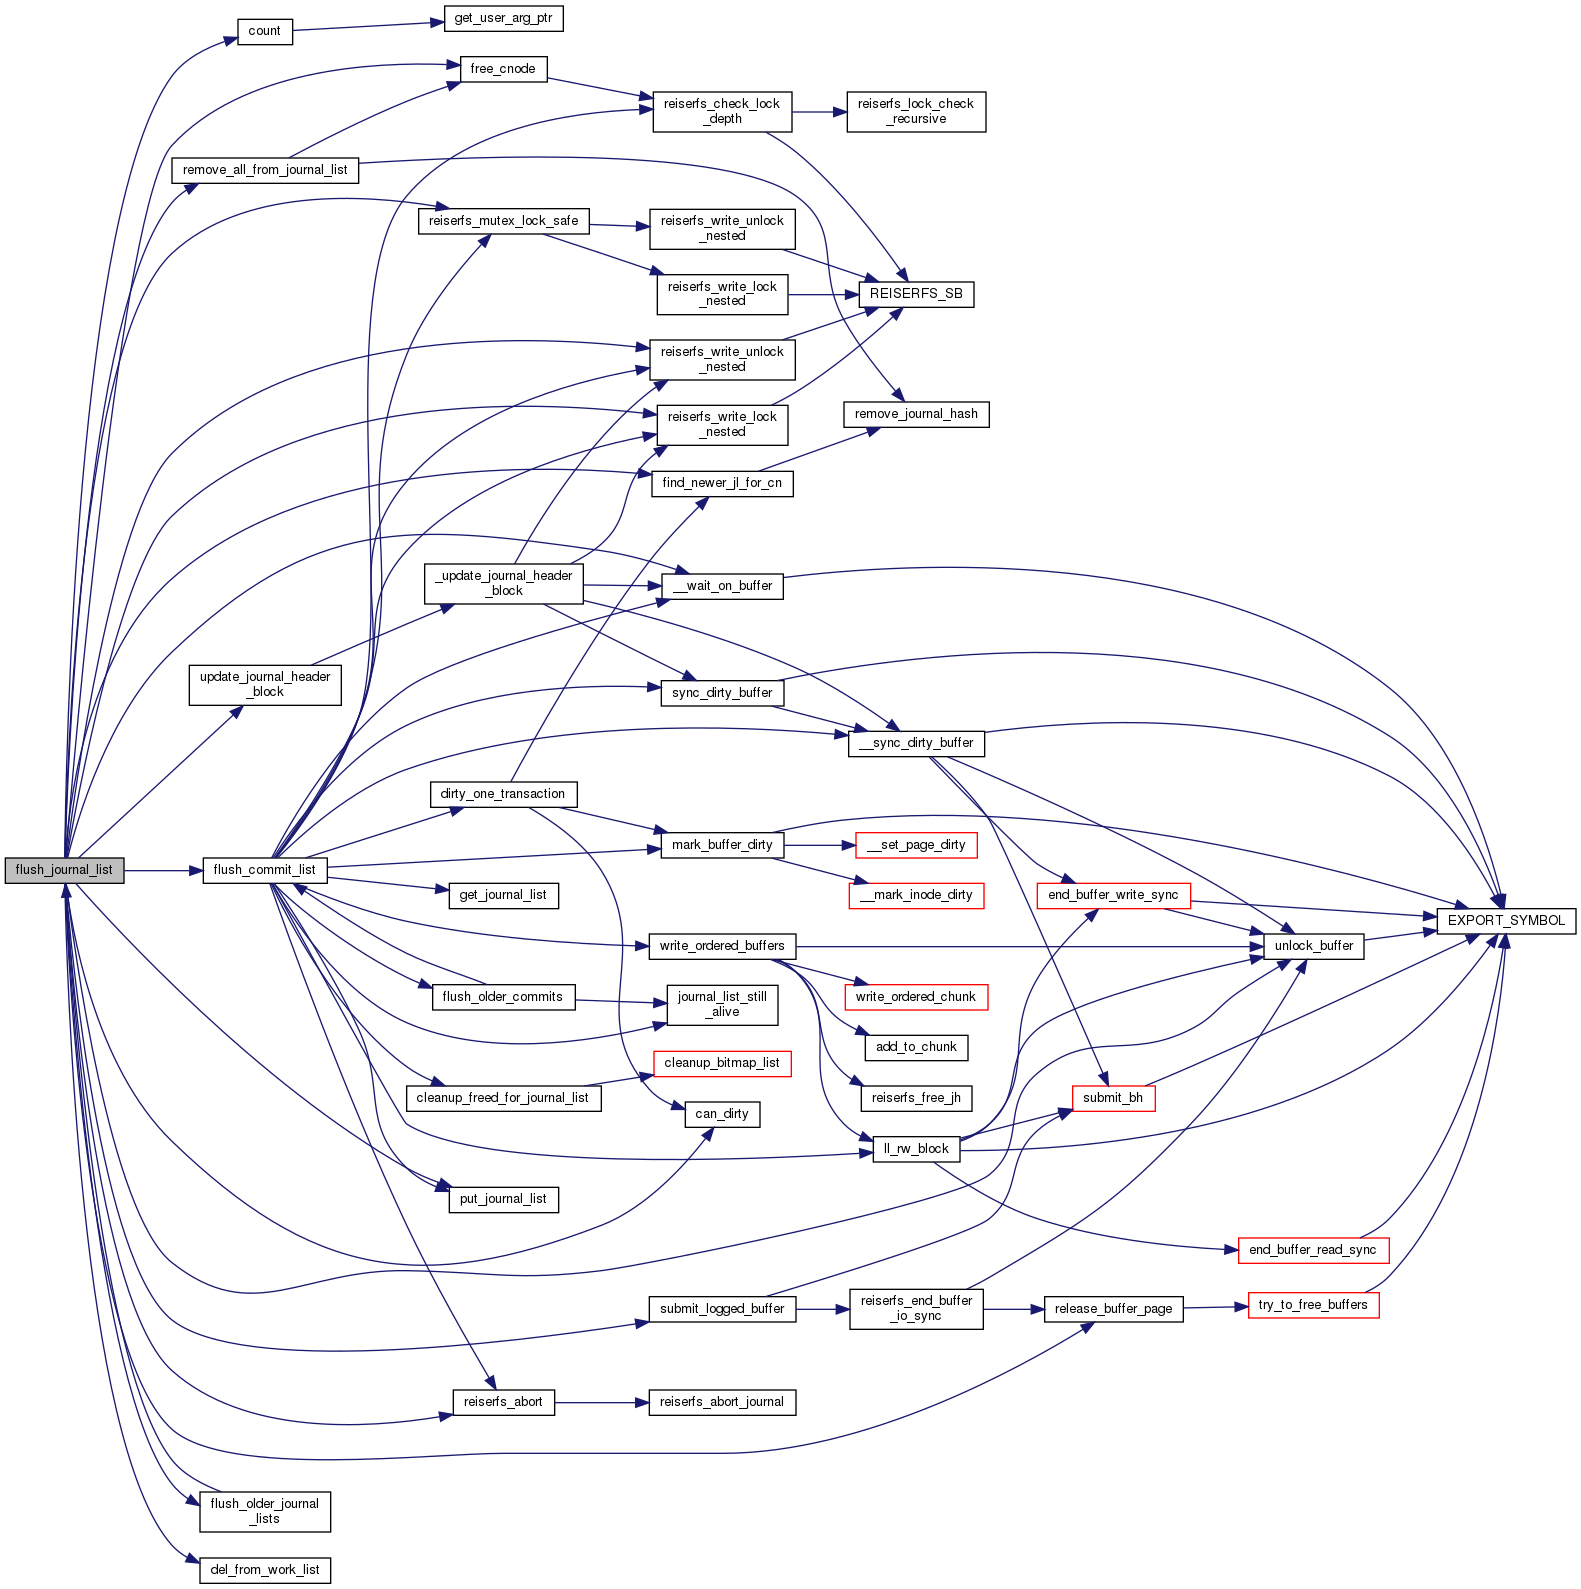 get_user_arg_ptr
count
free_cnode
reiserfs_check_lock
_depth
reiserfs_lock_check
_recursive
remove_all_from_journal_list
reiserfs_mutex_lock_safe
reiserfs_write_unlock
_nested
reiserfs_write_lock
_nested
REISERFS_SB
reiserfs_write_unlock
_nested
reiserfs_write_lock
_nested
remove_journal_hash
find_newer_jl_for_cn
_update_journal_header
_block
__wait_on_buffer
update_journal_header
_block
sync_dirty_buffer
__sync_dirty_buffer
dirty_one_transaction
mark_buffer_dirty
__set_page_dirty
flush_journal_list
flush_commit_list
get_journal_list
__mark_inode_dirty
end_buffer_write_sync
EXPORT_SYMBOL
write_ordered_buffers
unlock_buffer
flush_older_commits
journal_list_still
_alive
write_ordered_chunk
add_to_chunk
cleanup_bitmap_list
cleanup_freed_for_journal_list
reiserfs_free_jh
submit_bh
can_dirty
ll_rw_block
put_journal_list
end_buffer_read_sync
submit_logged_buffer
reiserfs_end_buffer
_io_sync
release_buffer_page
try_to_free_buffers
reiserfs_abort
reiserfs_abort_journal
flush_older_journal
_lists
del_from_work_list